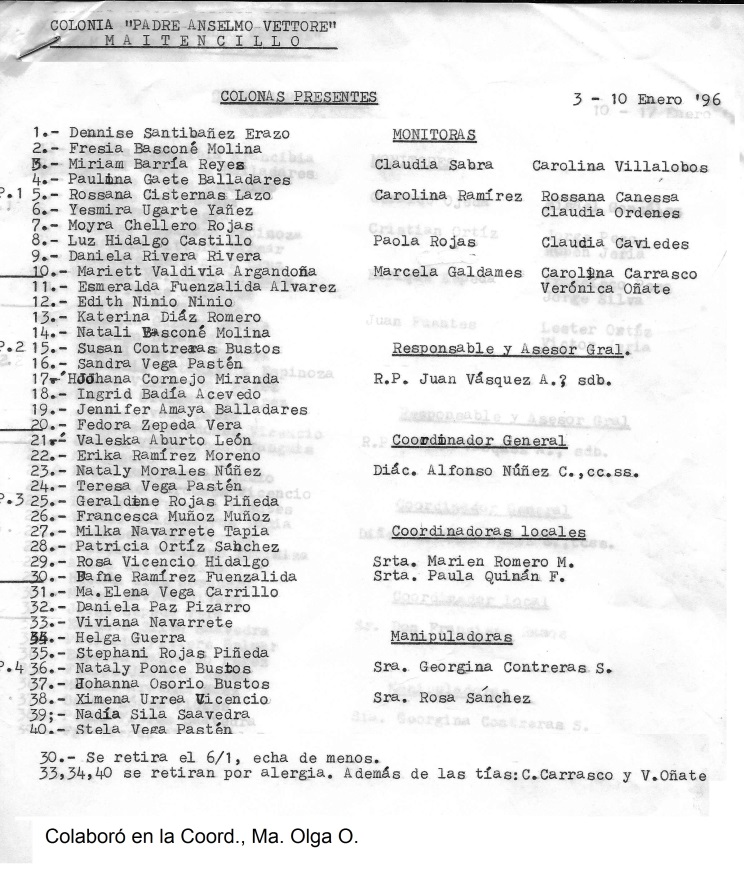 COLONIA "PADRE ANSELMO VETTORE"
MAITENCILLO
COLONAS PRESENTES
3 - 10 Enero '96
1.- Dennise Santibañez Erazo
2.- Fresia Basconé Molina
3.- Miriam Barría Reyes
4.- Paulina Gaete Balladares
P.1 5.- Rossana Cisternas Lazo
6.- Yesmira Ugarte Yañez
7.- Moyra Chellero Rojas
8.- Luz Hidalgo Castillo
9.- Daniela Rivera Rivera
10.- Mariett Valdivia Argandoña
11.- Esmeralda Fuenzalida Alvarez
12.- Edith Ninio Ninio
13.- Katerina Diáz Romero
14.- Natali Basconé Molina
P.2 15.- Susan Contreras Bustos
16.- Sandra Vega Pastén
17.- Johana Cornejo Miranda
18.- Ingrid Badía Acevedo
19.- Jennifer Amaya Balladares
20.- Fedora Zepeda Vera
21.- Valeska Aburto León
22.- Erika Ramírez Moreno
23.- Nataly Morales Núñez
24.- Teresa Vega Pastén
P.3 25.- Geraldine Rojas Piñeda
26.- Francesca Muñoz Muñoz
27.- Milka Navarrete Tapia
28.- Patricia Ortíz Sanchez
29.- Rosa Vicencio Hidalgo
30.- Dafne Ramírez Fuenzalida
31.- Ma.Elena Vega Carrillo
32.- Daniela Paz Pizarro
33.- Viviana Navarrete
34.- Helga Guerra
35.- Stephani Rojas Piñeda
P.4 36.- Nataly Ponce Bustos
37.- Johanna Osorio Bustos
38.- Ximena Urrea Vicencio
39;- Nadía Sila Saavedra
40.- Stela Vega Pastén
MONITORAS
Claudia Sabra Carolina Villalobos
Carolina Ramírez Rossana Canessa
Claudia Ordenes
Paola Rojas Claudia Caviedes
Marcela Galdames Carolina Carrasco
Verónica Oñate
Responsable y Asesor Gral.
R.P. Juan Vásquez A., sdb.
Coordinador General
Diác. Alfonso Núñez C.,cc.ss.
Coordinadoras locales
Srta. Marien Romero M.
Srta. Paula Quinán F.
Manipuladoras
Sra. Georgina Contreras S.
Sra. Rosa Sánchez
30.- Se retira el 6/1, echa de menos.
33,34,40 se retiran por alergia. Además de las tías:C.Carrasco y V.Oñate
Colaboró en la Coord., Ma. Olga O.